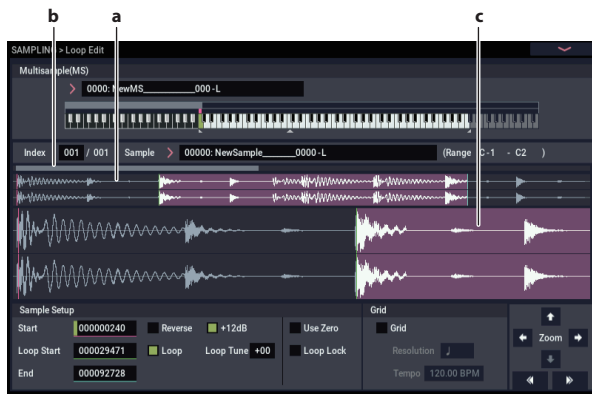 b a c
SAMPLING > Loop Edit
Multisample(MS)
0000: NewMS_________000-L
Index 001 / 001 Sample 00000: NewSample______0000-L (Range C-1 - C2 )
Sample Setup Grid
Start 000000240 Reverse +12dB Use Zero Grid
Loop Start 000029471 Loop Loop Tune +00 Loop Lock Resolution Zoom
End 000092728 Tempo 120.00 BPM